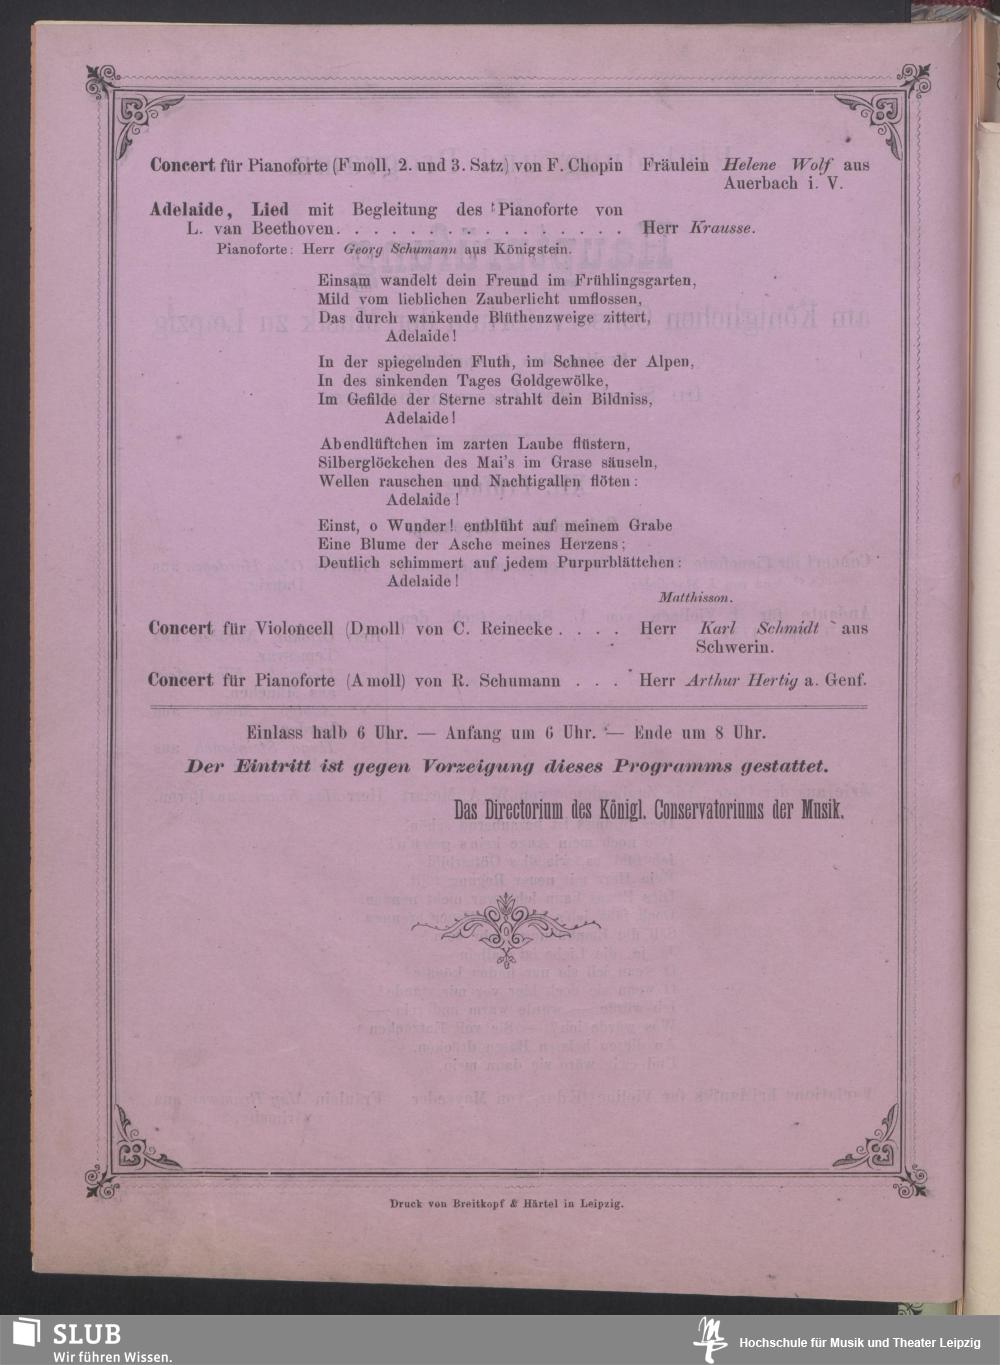 Concert für Pianoforte (F moll, 2. und 3. Satz) von F. Chopin Fräulein Helene Wolf aus
Auerbach i. V.
Adelaide, Lied mit Begleitung des Pianoforte von
L. van Beethoven. . . . . . . . . . . . . . . . Herr Krausse.
Pianoforte: Herr Georg Schumann aus Königstein.
Einsam wandelt dein Freund im Frühlingsgarten,
Mild vom lieblichen Zauberlicht umflossen,
Das durch wankende Blüthenzweige zittert,
Adelaide!
In der spiegelnden Fluth, im Schnee der Alpen,
In des sinkenden Tages Goldgewölke,
Im Gefilde der Sterne strahlt dein Bildniss,
Adelaide!
Abendlüftchen im zarten Laube flüstern,
Silberglöckchen des Mai's im Grase säuseln,
Wellen rauschen und Nachtigallen flöten:
Adelaide!
Einst, o Wunder! entblüht auf meinem Grabe
Eine Blume der Asche meines Herzens;
Deutlich schimmert auf jedem Purpurblättchen:
Adelaide!
Matthisson.
Concert für Violoncell (D moll) von C. Reinecke . . . . Herr Karl Schmidt aus
Schwerin.
Concert für Pianoforte (A moll) von R. Schumann . . . Herr Arthur Hertig a. Genf.
Einlass halb 6 Uhr. — Anfang um 6 Uhr. — Ende um 8 Uhr.
Der Eintritt ist gegen Vorzeigung dieses Programms gestattet.
Das Directorium des Königl. Conservatoriums der Musik.
Druck von Breitkopf & Härtel in Leipzig.
SLUB
Wir führen Wissen.
Hochschule für Musik und Theater Leipzig